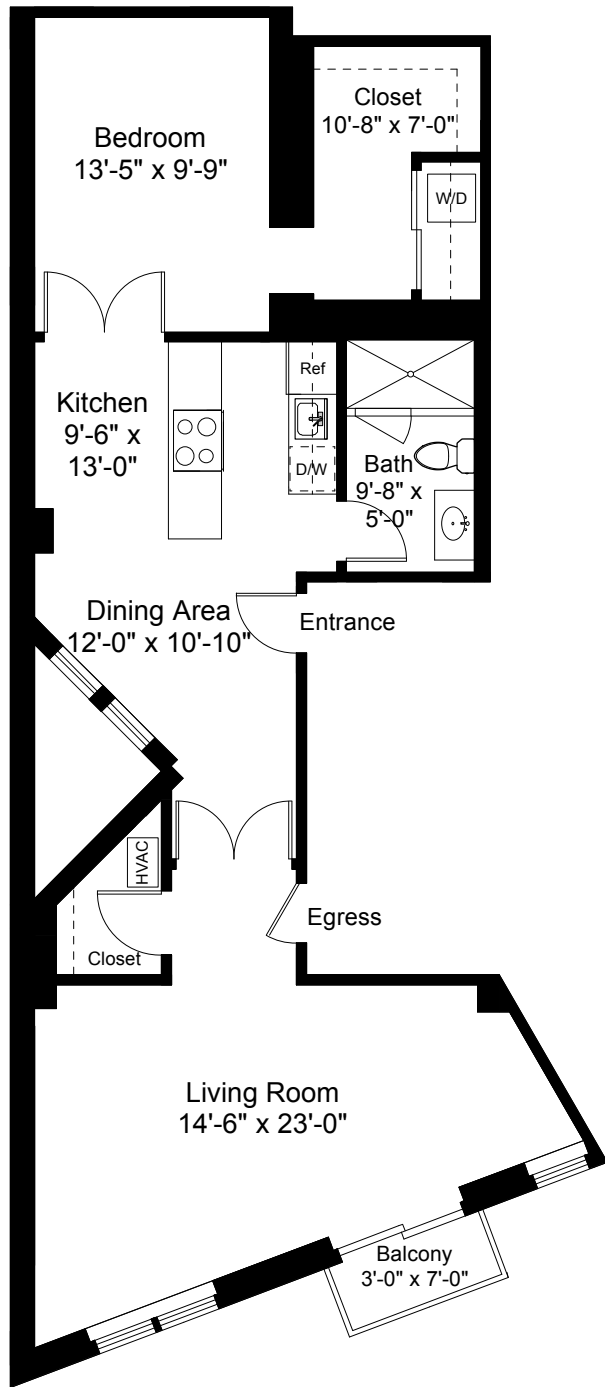 Bedroom
13'-5" x 9'-9"
Closet
10'-8" x 7'-0"
W/D
Ref
Kitchen
9'-6" x
13'-0"
D/W
Bath
9'-8" x
5'-0"
Dining Area
12'-0" x 10'-10"
Entrance
HVAC
Closet
Egress
Living Room
14'-6" x 23'-0"
Balcony
3'-0" x 7'-0"